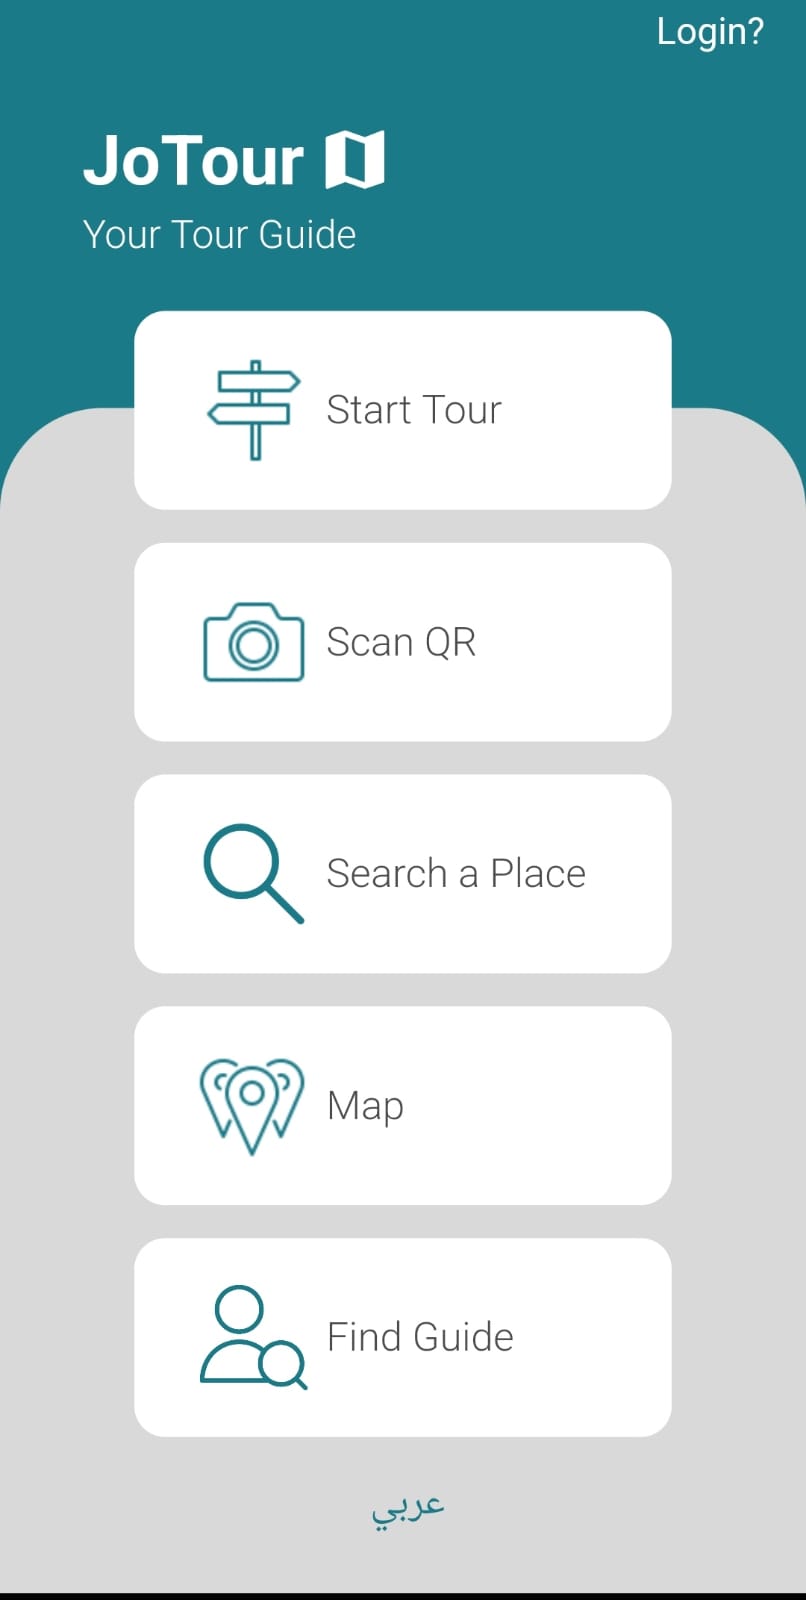 Login?
JoTour
Your Tour Guide
Start Tour
Scan QR
Search a Place
Map
Find Guide
عربي